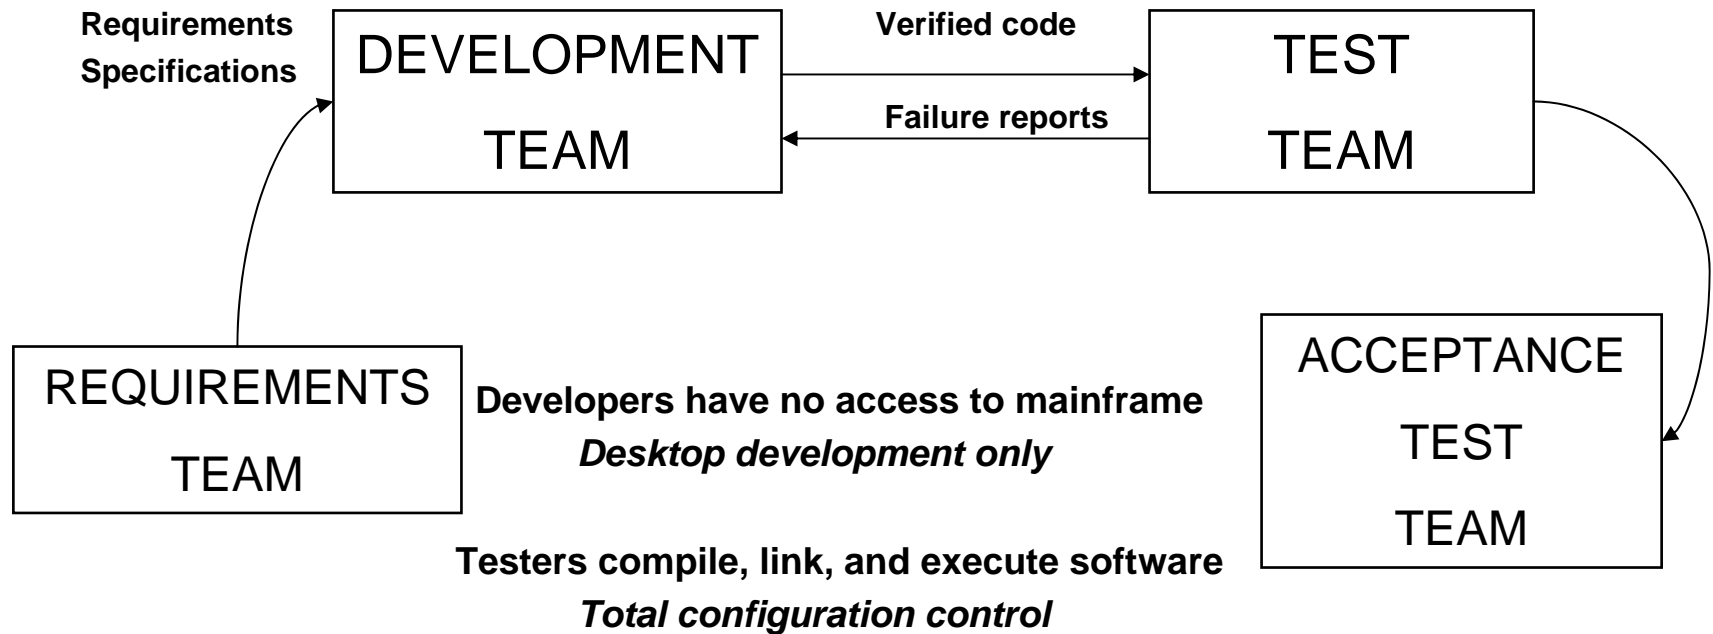 Requirements
Specifications
DEVELOPMENT
TEAM
Verified code
Failure reports
TEST
TEAM
REQUIREMENTS
TEAM
Developers have no access to mainframe
Desktop development only
Testers compile, link, and execute software
Total configuration control
ACCEPTANCE
TEST
TEAM